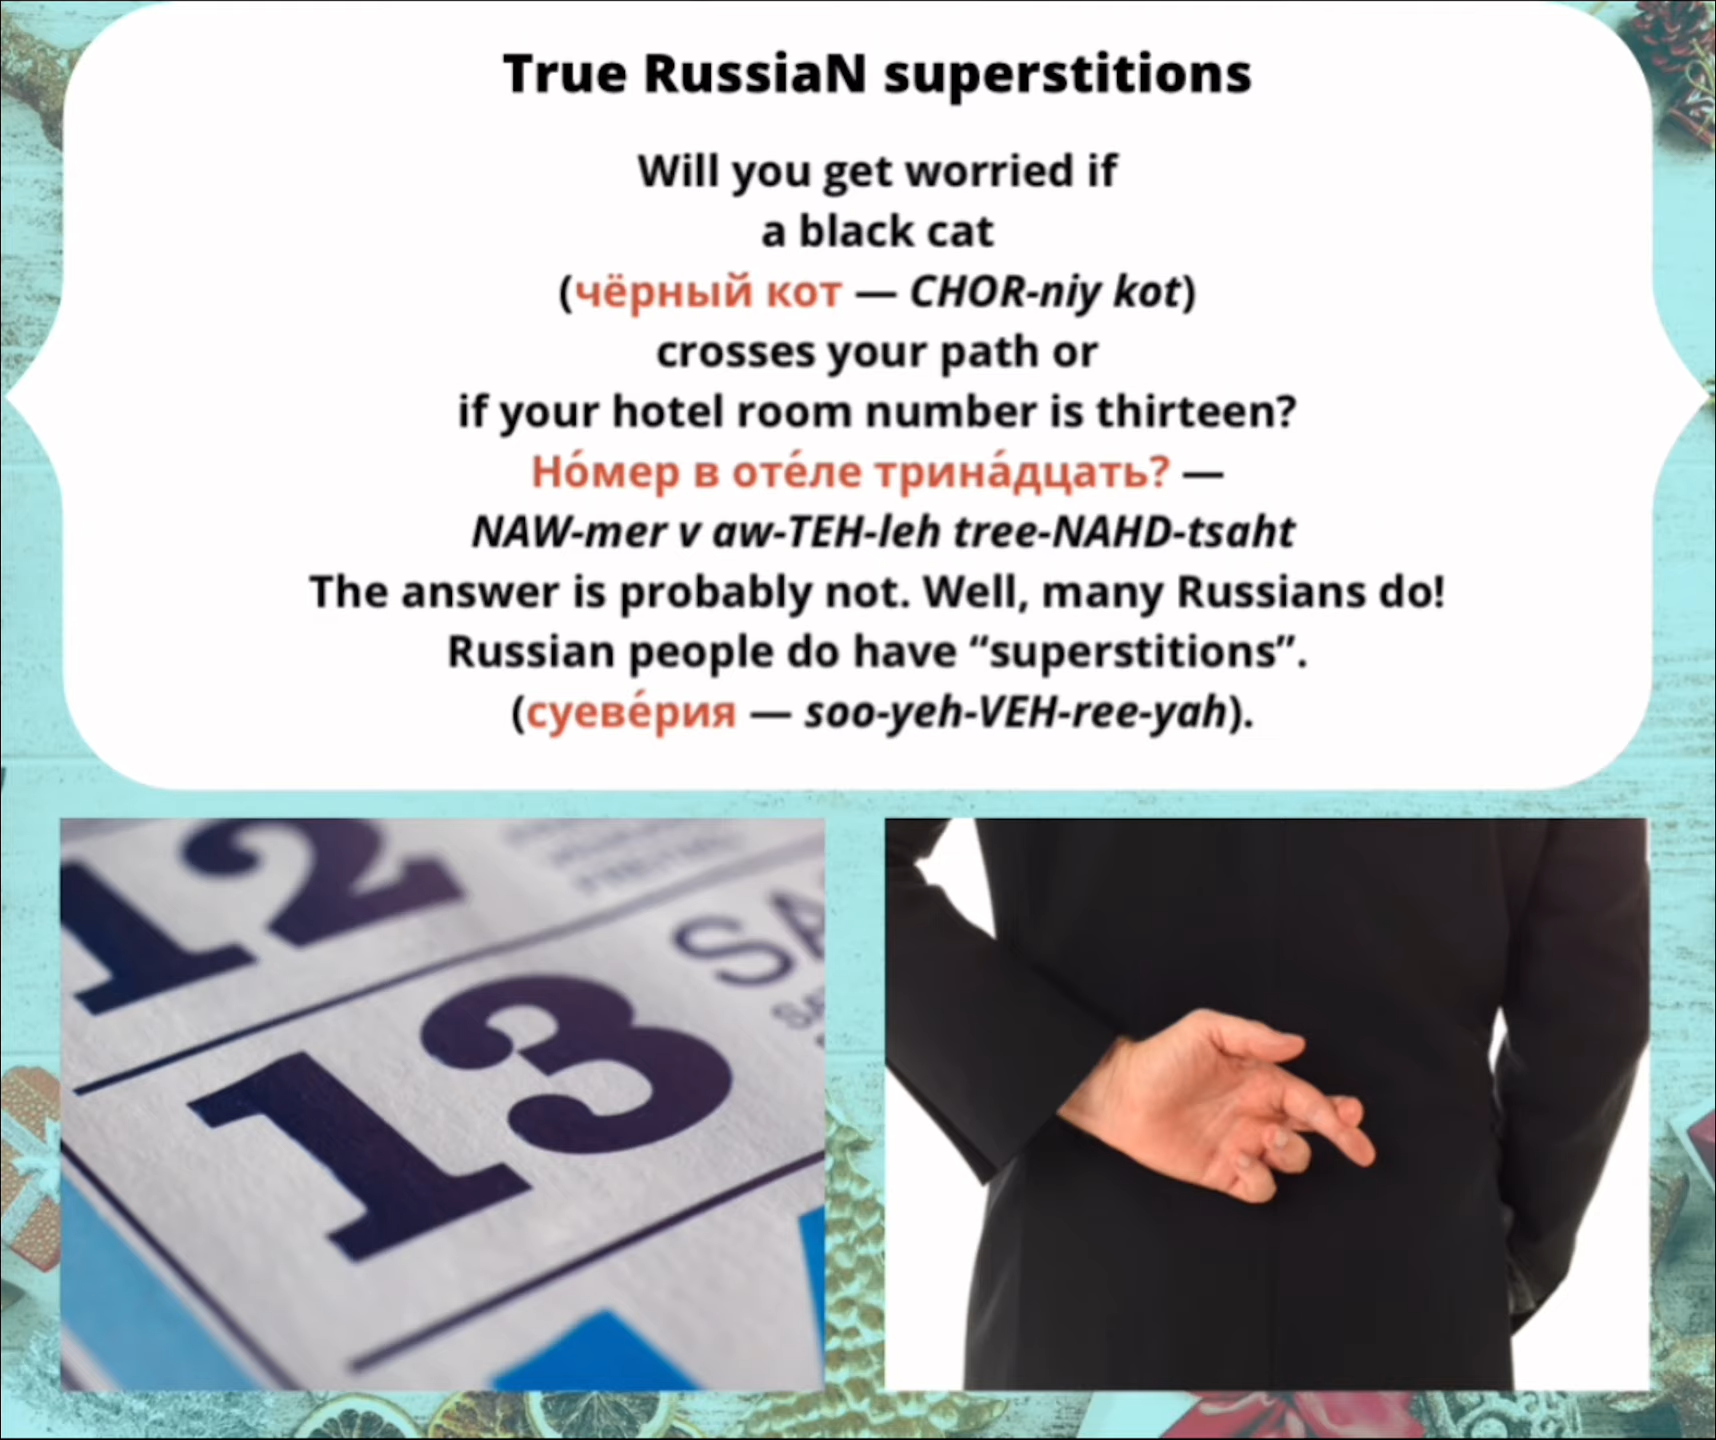 True RussiaN superstitions
Will you get worried if
a black cat
(чёрный кот — CHOR-niy kot)
crosses your path or
if your hotel room number is thirteen?
Но́мер в оте́ле трина́дцать? —
NAW-mer v aw-TEH-leh tree-NAHD-tsaht
The answer is probably not. Well, many Russians do!
Russian people do have “superstitions”.
(суеве́рия — soo-yeh-VEH-ree-yah).
12
SA
13